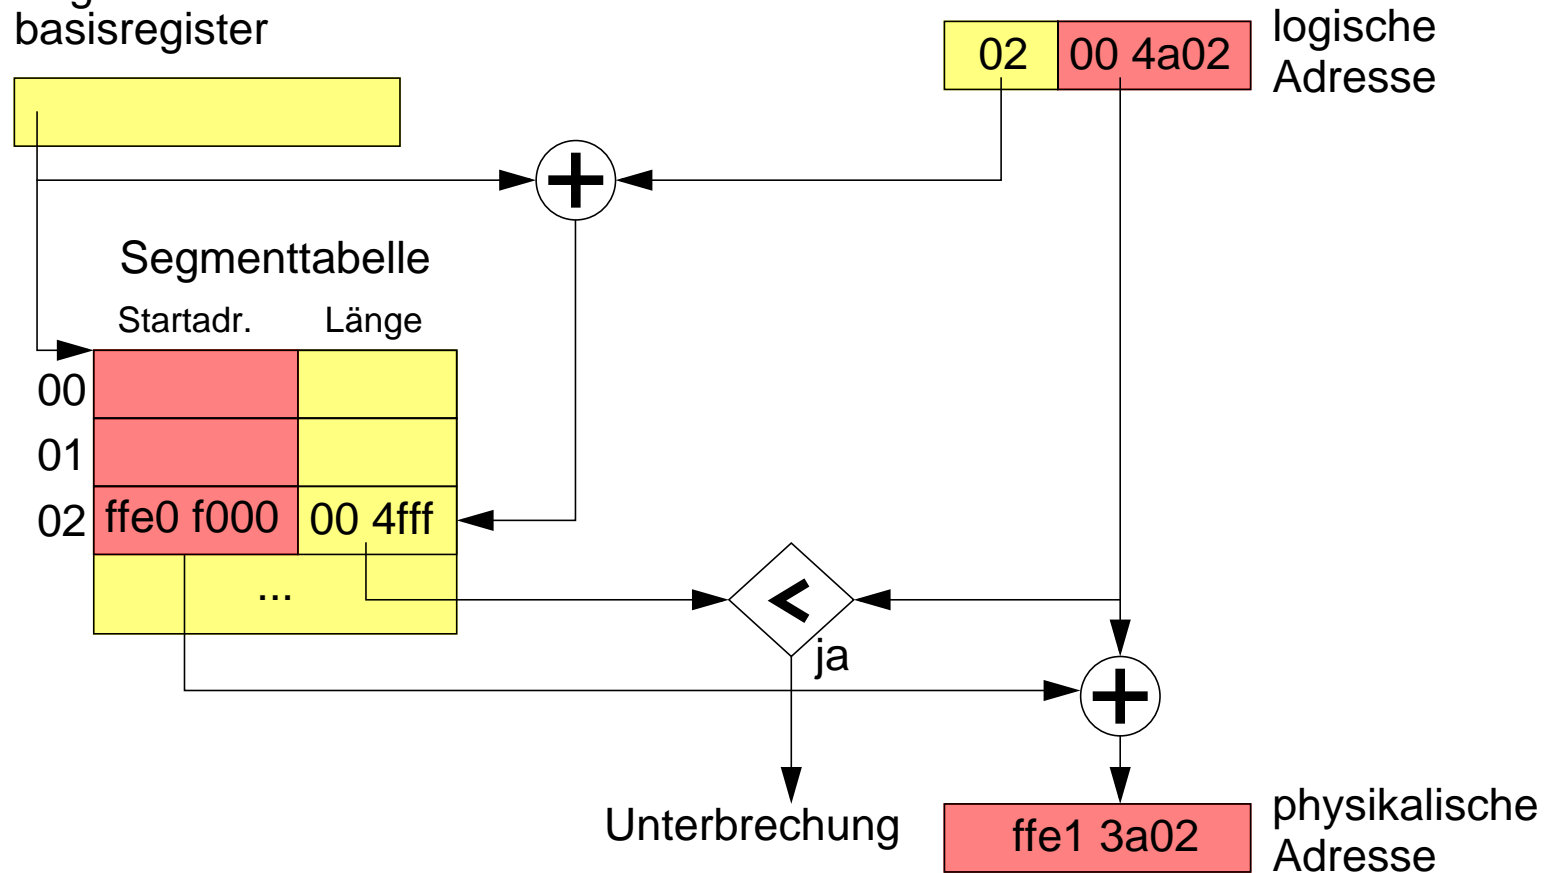 basisregister
02 00 4a02
logische
Adresse
Segmenttabelle
Startadr. Länge
00
01
02 ffe0 f000 00 4fff
...
<
ja
Unterbrechung
ffe1 3a02
physikalische
Adresse